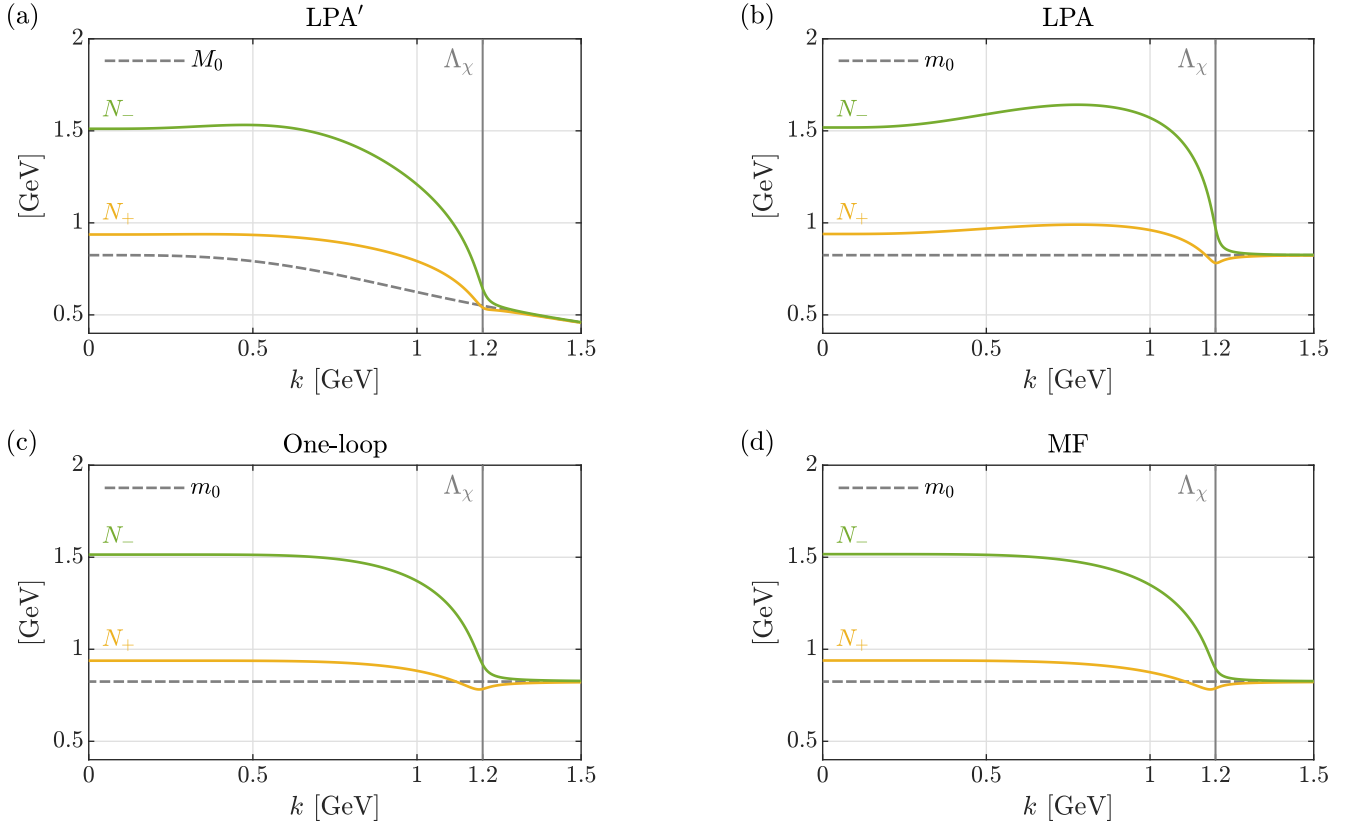 (a)
LPA′
2
1.5
1
0.5
[GeV]
M₀
Λχ
N₋
N₊
0
0.5
1
1.2
1.5
k [GeV]
(b)
LPA
2
1.5
1
0.5
[GeV]
m₀
Λχ
N₋
N₊
0
0.5
1
1.2
1.5
k [GeV]
(c)
One-loop
2
1.5
1
0.5
[GeV]
m₀
Λχ
N₋
N₊
0
0.5
1
1.2
1.5
k [GeV]
(d)
MF
2
1.5
1
0.5
[GeV]
m₀
Λχ
N₋
N₊
0
0.5
1
1.2
1.5
k [GeV]